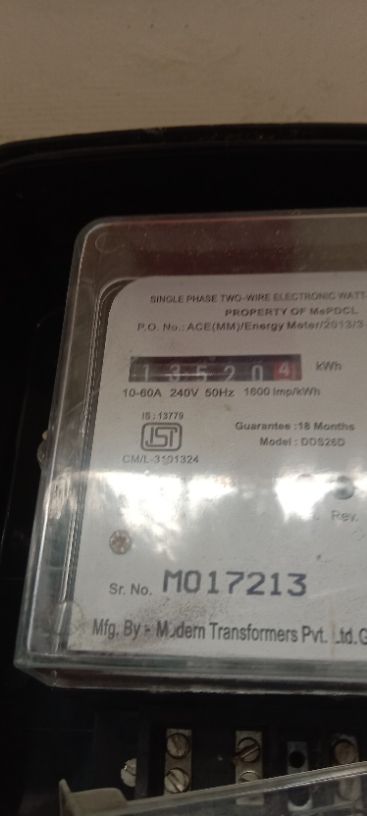 SINGLE PHASE TWO-WIRE ELECTRONIC WATT
PROPERTY OF MePDCL
P.O. No.: ACE(MM)/Energy Meter/2013/3
1 3 5 2 0 4 kWh
10-60A 240V 50Hz 1600 Imp/kWh
IS : 13779
ISI
CM/L-3101324
Guarantee :18 Months
Model : DDS26D
Rev.
Sr. No. M017213
Mfg. By :- Modern Transformers Pvt. Ltd.G